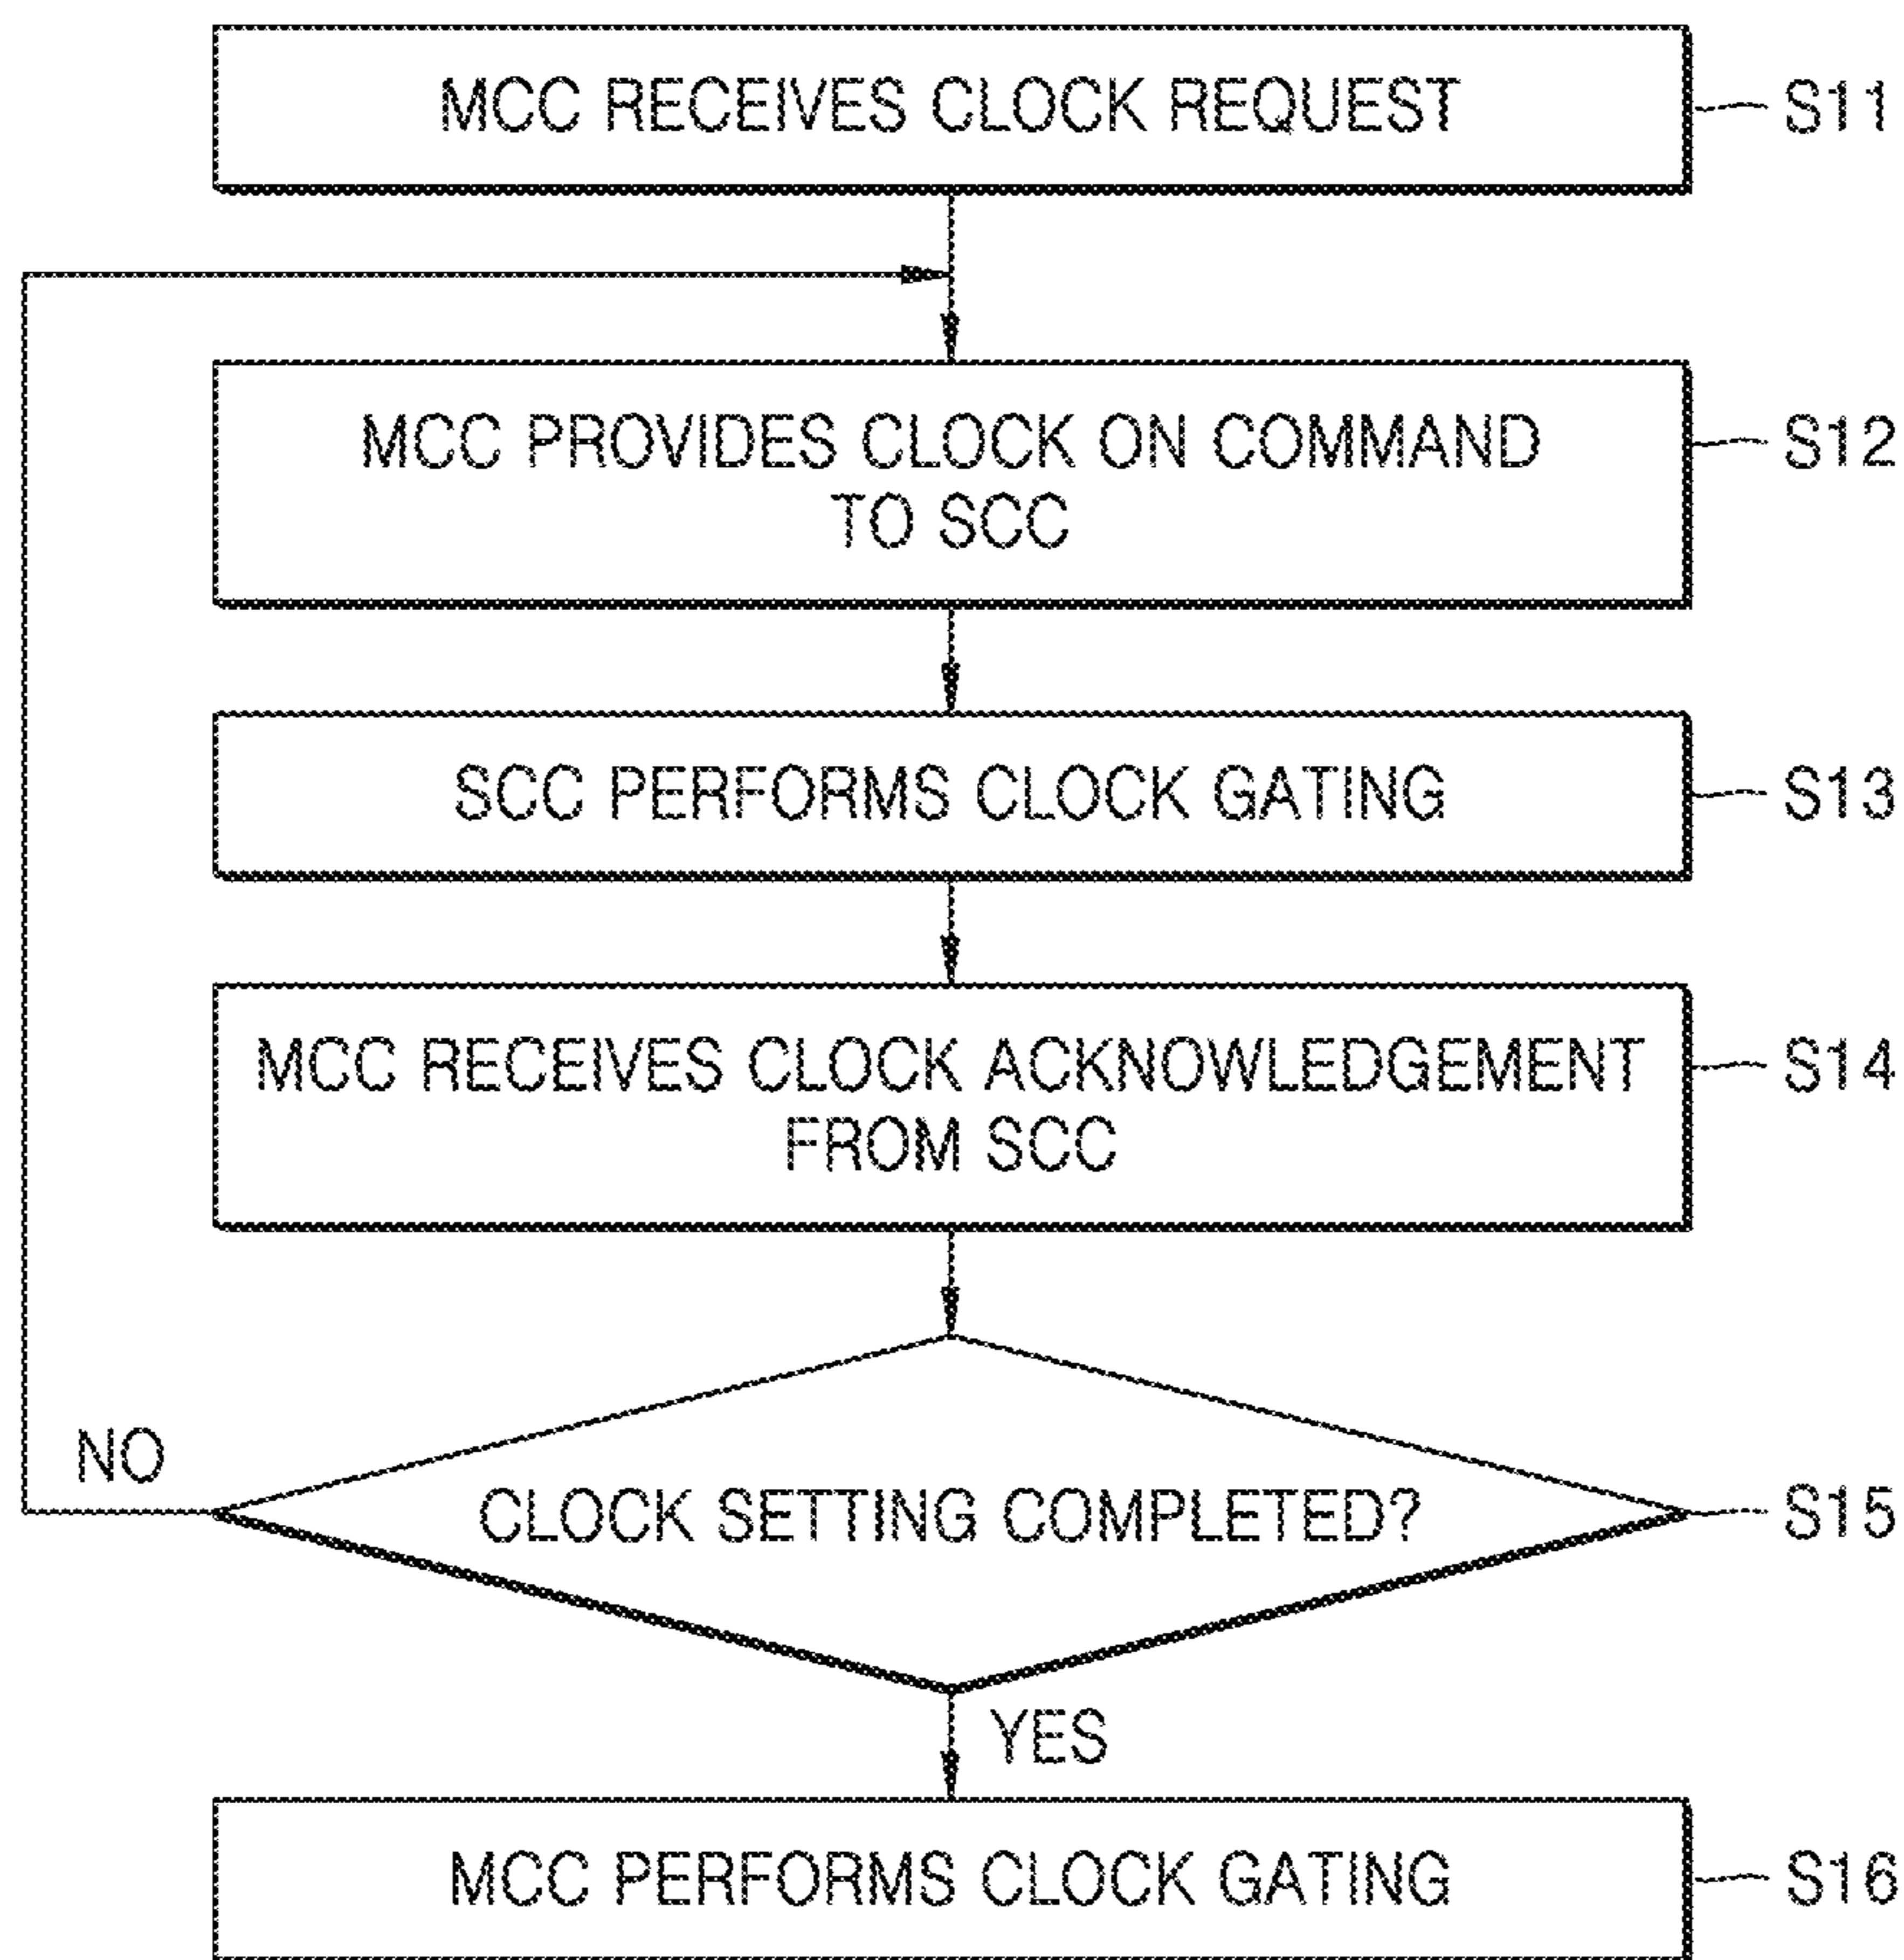 MCC RECEIVES CLOCK REQUEST
S11
MCC PROVIDES CLOCK ON COMMAND
TO SCC
S12
SCC PERFORMS CLOCK GATING
S13
MCC RECEIVES CLOCK ACKNOWLEDGEMENT
FROM SCC
S14
NO
CLOCK SETTING COMPLETED?
S15
YES
MCC PERFORMS CLOCK GATING
S16